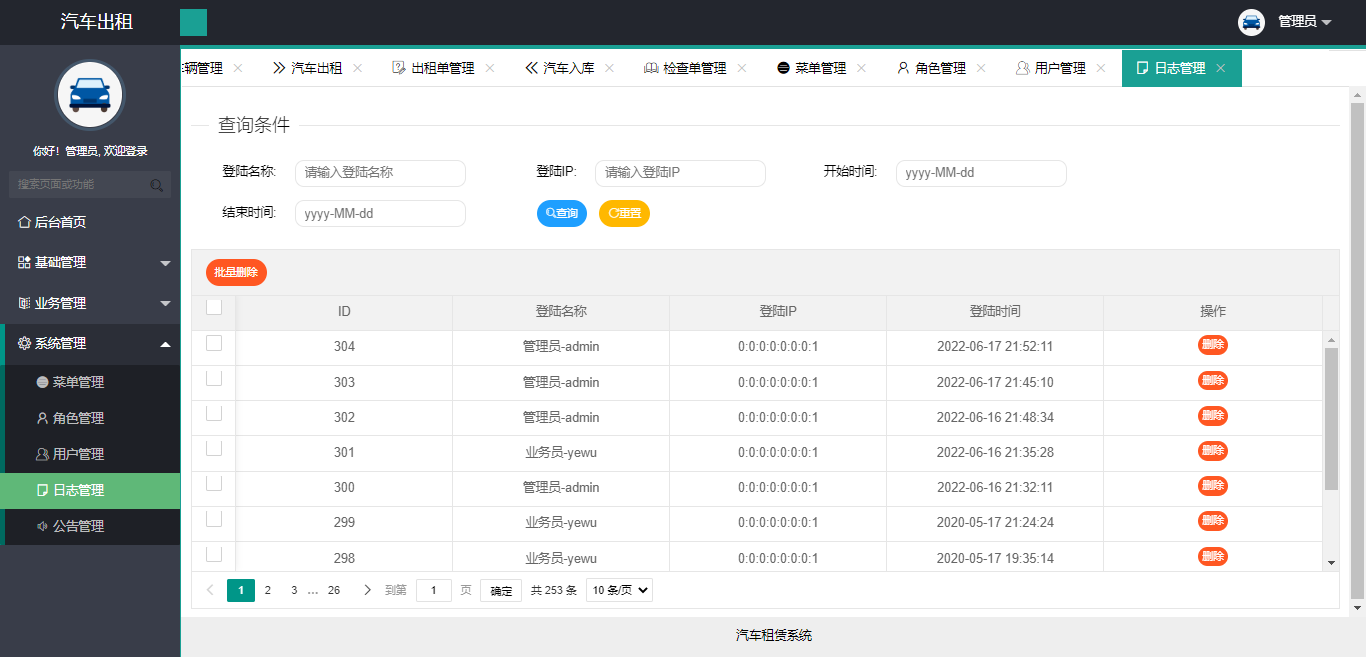 汽车出租
管理员
你好！管理员, 欢迎登录
搜索页面或功能
后台首页
基础管理
业务管理
系统管理
菜单管理
角色管理
用户管理
日志管理
公告管理
车辆管理 汽车出租 出租单管理 汽车入库 检查单管理 菜单管理 角色管理 用户管理 日志管理
查询条件
登陆名称: 请输入登陆名称 登陆IP: 请输入登陆IP 开始时间: yyyy-MM-dd
结束时间: yyyy-MM-dd 查询 重置
批量删除
ID 登陆名称 登陆IP 登陆时间 操作
304 管理员-admin 0:0:0:0:0:0:0:1 2022-06-17 21:52:11 删除
303 管理员-admin 0:0:0:0:0:0:0:1 2022-06-17 21:45:10 删除
302 管理员-admin 0:0:0:0:0:0:0:1 2022-06-16 21:48:34 删除
301 业务员-yewu 0:0:0:0:0:0:0:1 2022-06-16 21:35:28 删除
300 管理员-admin 0:0:0:0:0:0:0:1 2022-06-16 21:32:11 删除
299 业务员-yewu 0:0:0:0:0:0:0:1 2020-05-17 21:24:24 删除
298 业务员-yewu 0:0:0:0:0:0:0:1 2020-05-17 19:35:14 删除
1 2 3 … 26 到第 1 页 确定 共 253 条 10 条/页
汽车租赁系统